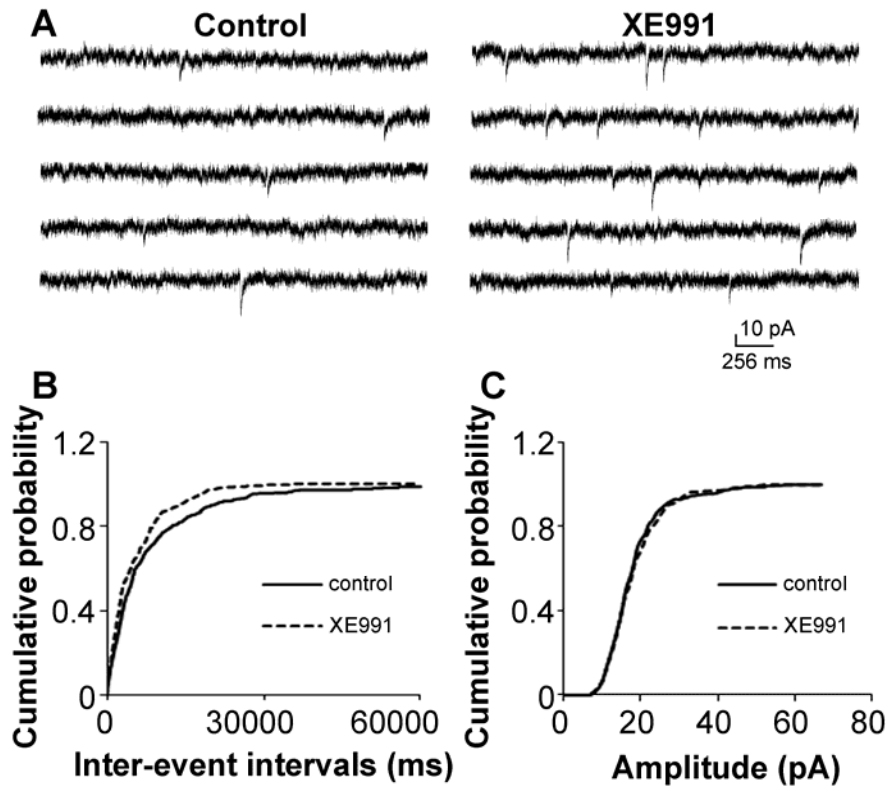 A
Control
XE991
10 pA
256 ms
B
Cumulative probability
1.2
0.8
0.4
0
control
XE991
0
30000
60000
Inter-event intervals (ms)
C
Cumulative probability
1.2
0.8
0.4
0
control
XE991
0
20
40
60
80
Amplitude (pA)